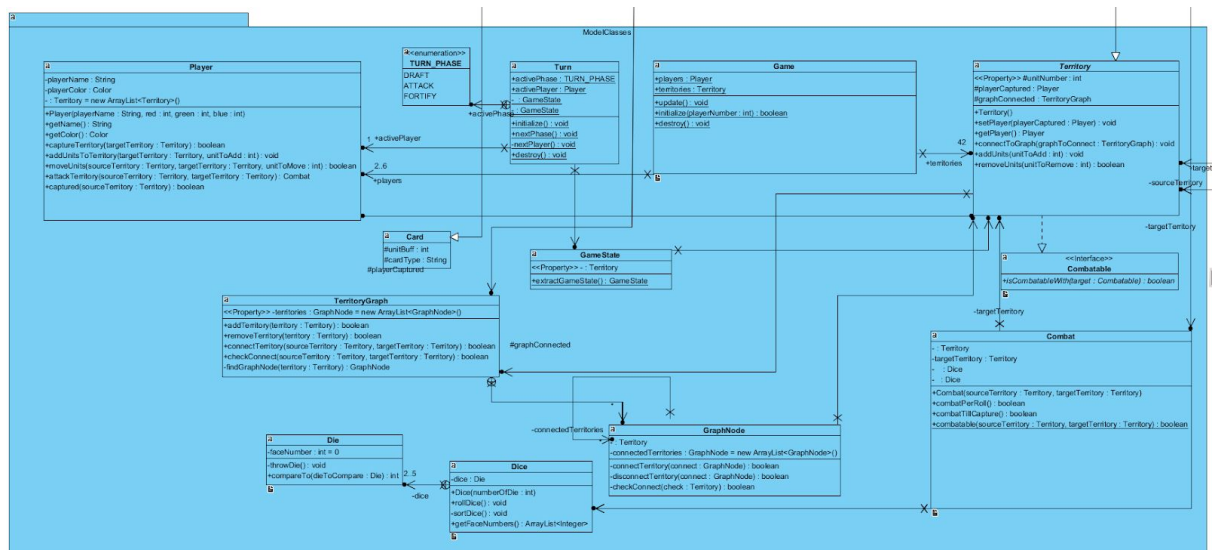 ModelClasses
Player
-playerName : String
-playerColor : Color
- : Territory = new ArrayList<Territory>()
+Player(playerName : String, red : int, green : int, blue : int)
+getName() : String
+getColor() : Color
+captureTerritory(targetTerritory : Territory) : boolean
+addUnitsToTerritory(targetTerritory : Territory, unitToAdd : int) : void
+moveUnits(sourceTerritory : Territory, targetTerritory : Territory, unitToMove : int) : boolean
+attackTerritory(sourceTerritory : Territory, targetTerritory : Territory) : Combat
+captured(sourceTerritory : Territory) : boolean
<<enumeration>>
TURN_PHASE
DRAFT
ATTACK
FORTIFY
Turn
+activePhase : TURN_PHASE
+activePlayer : Player
- : GameState
- : GameState
+initialize() : void
+nextPhase() : void
-nextPlayer() : void
+destroy() : void
+activePhase
+activePlayer
2..6
+players
Game
+players : Player
+territories : Territory
+update() : void
+initialize(playerNumber : int) : void
+destroy() : void
42
+territories
Territory
<<Property>> #unitNumber : int
#playerCaptured : Player
#graphConnected : TerritoryGraph
+Territory()
+setPlayer(playerCaptured : Player) : void
+getPlayer() : Player
+connectToGraph(graphToConnect : TerritoryGraph) : void
+addUnits(unitToAdd : int) : void
+removeUnits(unitToRemove : int) : boolean
-target
-sourceTerritory
-targetTerritory
Card
#unitBuff : int
#cardType : String
#playerCaptured
GameState
<<Property>> - : Territory
+extractGameState() : GameState
<<interface>>
Combatable
+isCombatableWith(target : Combatable) : boolean
-targetTerritory
TerritoryGraph
<<Property>> -territories : GraphNode = new ArrayList<GraphNode>()
+addTerritory(territory : Territory) : boolean
+removeTerritory(territory : Territory) : boolean
+connectTerritory(sourceTerritory : Territory, targetTerritory : Territory) : boolean
+checkConnect(sourceTerritory : Territory, targetTerritory : Territory) : boolean
-findGraphNode(territory : Territory) : GraphNode
#graphConnected
Combat
- : Territory
-targetTerritory : Territory
- : Dice
- : Dice
+Combat(sourceTerritory : Territory, targetTerritory : Territory)
+combatPerRoll() : boolean
+combatTillCapture() : boolean
+combatable(sourceTerritory : Territory, targetTerritory : Territory) : boolean
-connectedTerritories
GraphNode
- : Territory
-connectedTerritories : GraphNode = new ArrayList<GraphNode>()
-connectTerritory(connect : GraphNode) : boolean
-disconnectTerritory(connect : GraphNode) : boolean
-checkConnect(check : Territory) : boolean
Die
-faceNumber : int = 0
-throwDie() : void
+compareTo(dieToCompare : Die) : int
2..5
-dice
Dice
-dice : Die
+Dice(numberOfDie : int)
+rollDice() : void
-sortDice() : void
+getFaceNumbers() : ArrayList<Integer>